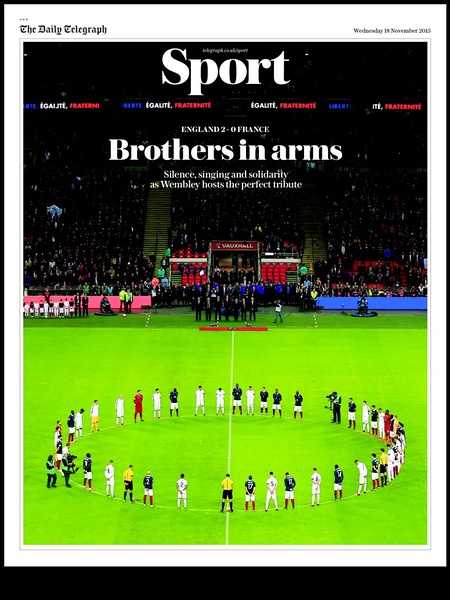 The Daily Telegraph
Wednesday 18 November 2015
telegraph.co.uk/sport
Sport
ERTE ÉGALITÉ, FRATERNI IBERTE ÉGALITÉ, FRATERNITÉ ÉGALITÉ, FRATERNITÉ LIBERT ITÉ, FRATERNITÉ
ENGLAND 2 - 0 FRANCE
Brothers in arms
Silence, singing and solidarity
as Wembley hosts the perfect tribute
VAUXHALL